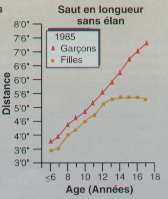 s
Saut en longueur
sans élan
8'0"
7'6"
7'0"
6'6"
6'0"
5'6"
5'0"
4'6"
4'0"
3'6"
3'0"
Distance
1985
Garçons
Filles
≤6 8 10 12 14 16 18
Age (Années)